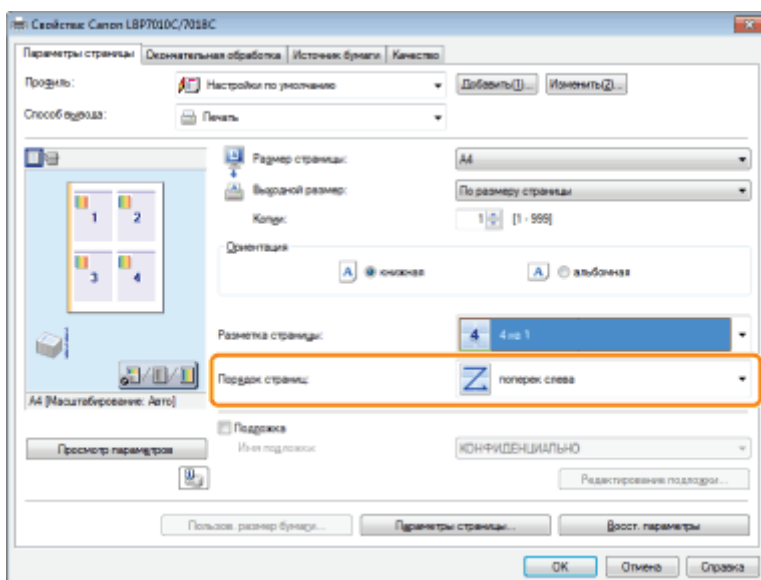 Свойства: Canon LBP7010C/7018C
Параметры страницы Окончательная обработка Источник бумаги Качество
Профиль: Настройки по умолчанию Добавить(1)... Изменить(2)...
Способ вывода: Печать
Размер страницы: A4
Выходной размер: По размеру страницы
Копии: 1 [1 - 999]
Ориентация
A книжная A альбомная
1 2
3 4
Разметка страницы: 4 4 на 1
Порядок страниц: поперек слева
A4 [Масштабирование: Авто]
Подложка
Имя подложки: КОНФИДЕНЦИАЛЬНО
Просмотр параметров
Редактирование подложки...
Пользов. размер бумаги... Параметры страницы... Восст. параметры
OK Отмена Справка